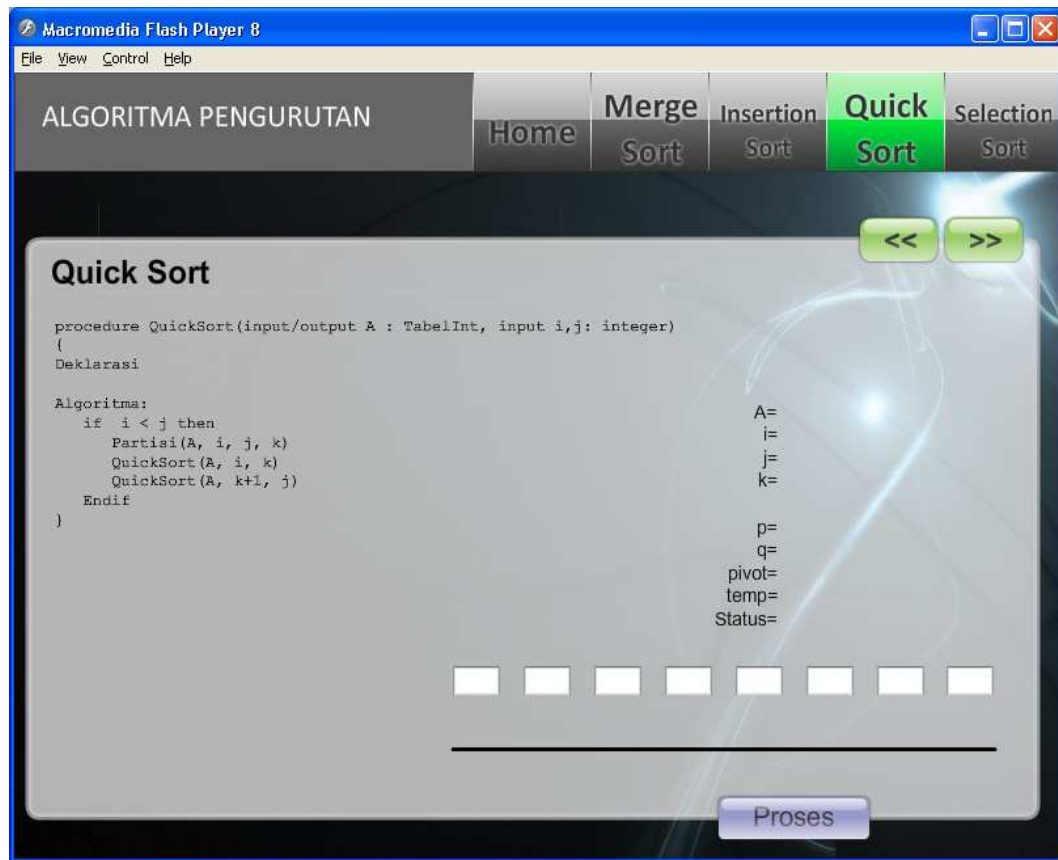 Macromedia Flash Player 8
File View Control Help
ALGORITMA PENGURUTAN
Home
Merge Sort
Insertion Sort
Quick Sort
Selection Sort
<< >>
Quick Sort
procedure QuickSort(input/output A : TabelInt, input i,j: integer)
{
Deklarasi
Algoritma:
if i < j then
Partisi(A, i, j, k)
QuickSort(A, i, k)
QuickSort(A, k+1, j)
Endif
}
A=
i=
j=
k=
p=
q=
pivot=
temp=
Status=
Proses